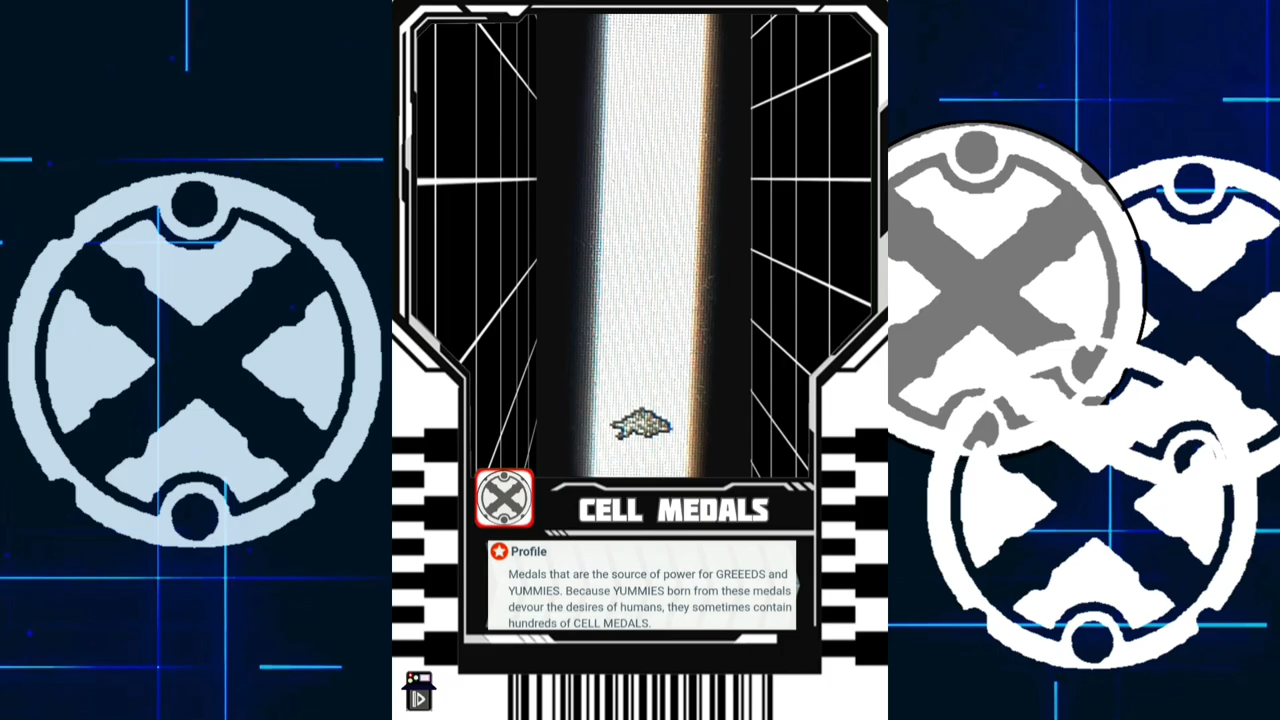 CELL MEDALS
Profile
Medals that are the source of power for GREEEDS and
YUMMIES. Because YUMMIES born from these medals
devour the desires of humans, they sometimes contain
hundreds of CELL MEDALS.